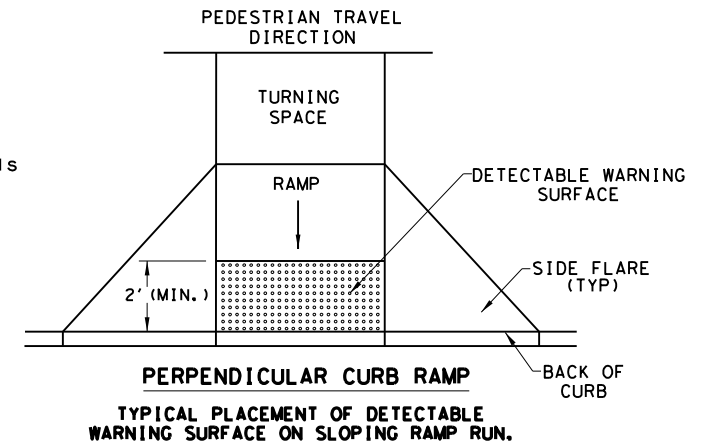 PEDESTRIAN TRAVEL
DIRECTION
TURNING
SPACE
ls
RAMP
DETECTABLE WARNING
SURFACE
SIDE FLARE
(TYP)
2' (MIN.)
PERPENDICULAR CURB RAMP
BACK OF
CURB
TYPICAL PLACEMENT OF DETECTABLE
WARNING SURFACE ON SLOPING RAMP RUN.